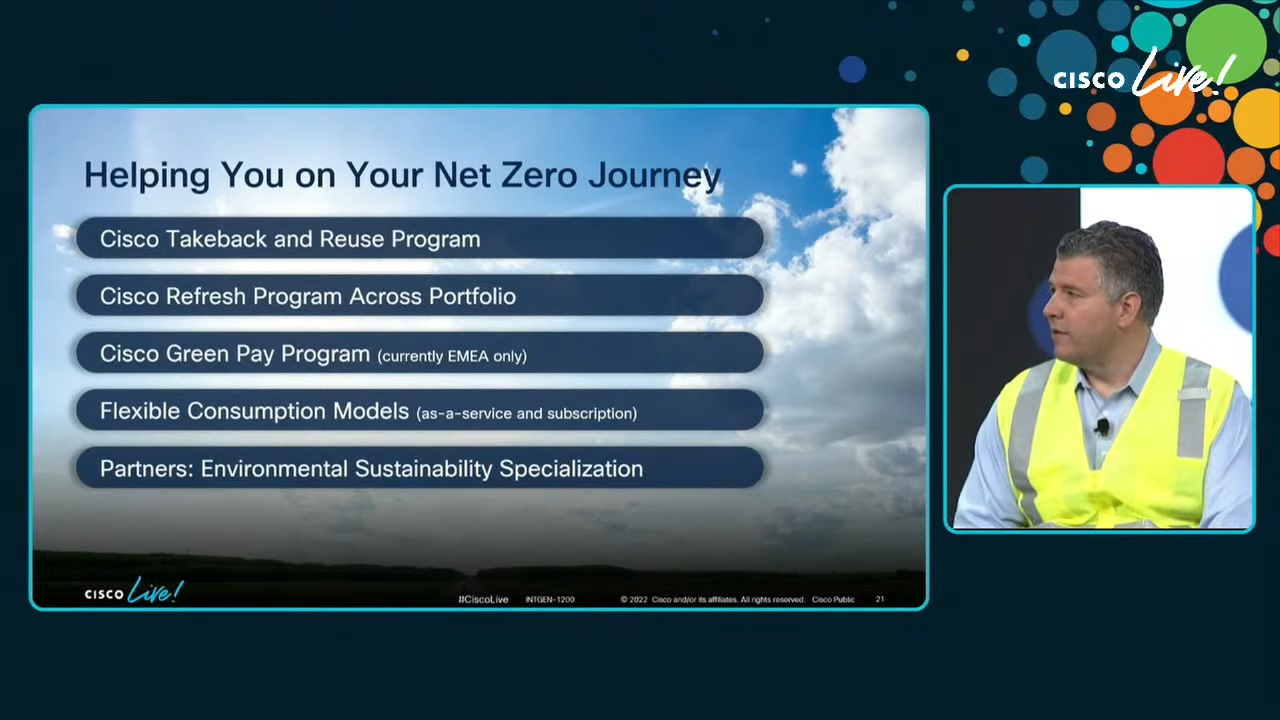 CISCO Live!
Helping You on Your Net Zero Journey
Cisco Takeback and Reuse Program
Cisco Refresh Program Across Portfolio
Cisco Green Pay Program (currently EMEA only)
Flexible Consumption Models (as-a-service and subscription)
Partners: Environmental Sustainability Specialization
CISCO Live!
#CiscoLive INTGEN-1200 © 2022 Cisco and/or its affiliates. All rights reserved. Cisco Public 21